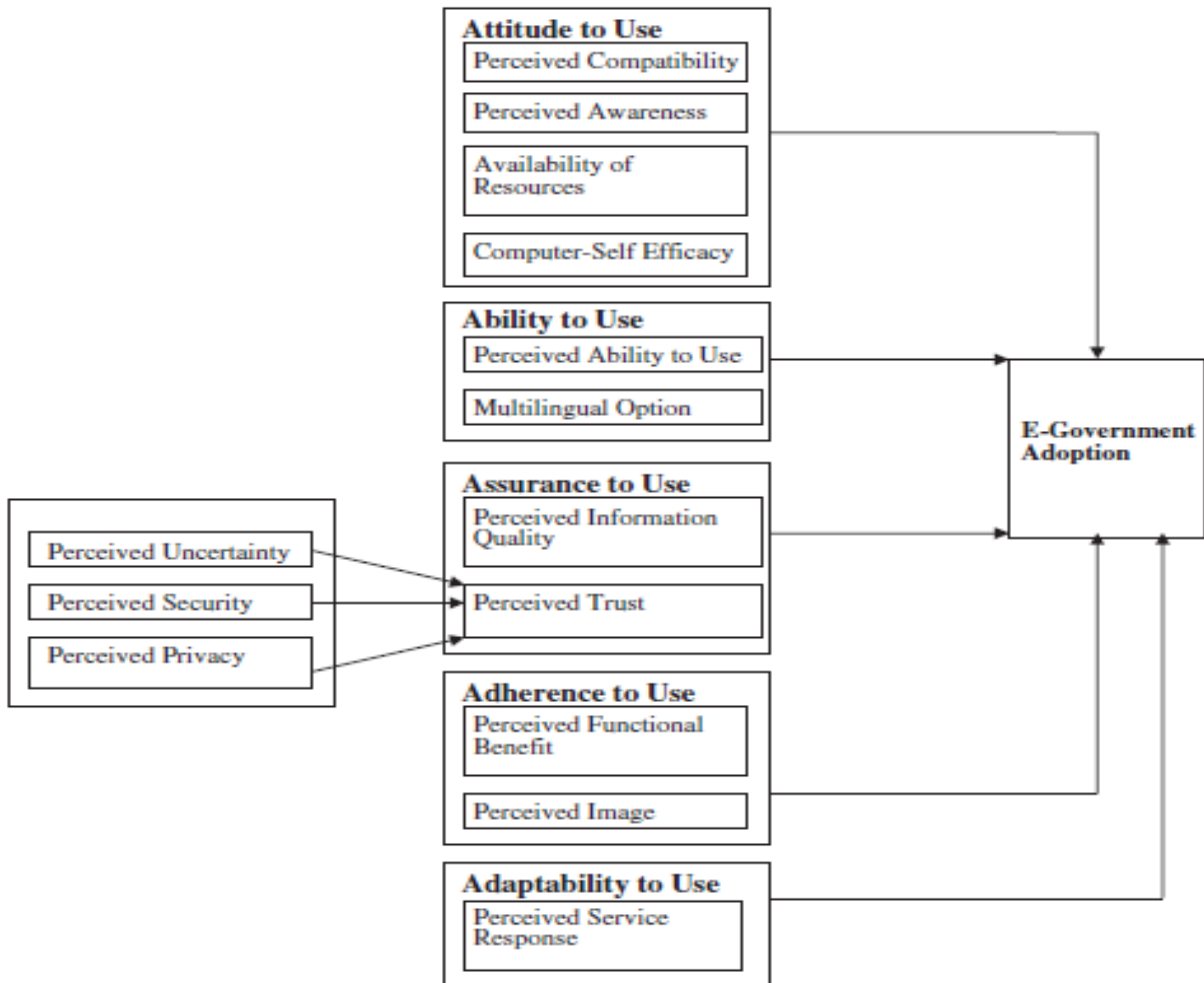 Attitude to Use
Perceived Compatibility
Perceived Awareness
Availability of
Resources
Computer-Self Efficacy
Ability to Use
Perceived Ability to Use
Multilingual Option
E-Government
Adoption
Assurance to Use
Perceived Information
Quality
Perceived Trust
Perceived Uncertainty
Perceived Security
Perceived Privacy
Adherence to Use
Perceived Functional
Benefit
Perceived Image
Adaptability to Use
Perceived Service
Response